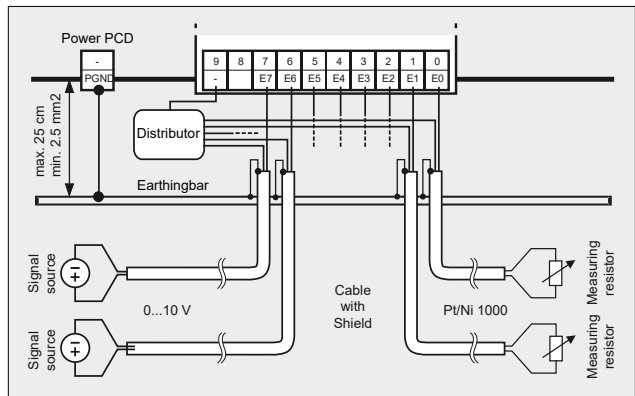 Power PCD
-
PGND
9 8 7 6 5 4 3 2 1 0
- E7 E6 E5 E4 E3 E2 E1 E0
max. 25 cm
min. 2.5 mm2
Distributor
Earthingbar
Signal
source
0...10 V
Cable
with
Shield
Pt/Ni 1000
Measuring
resistor
Signal
source
Measuring
resistor